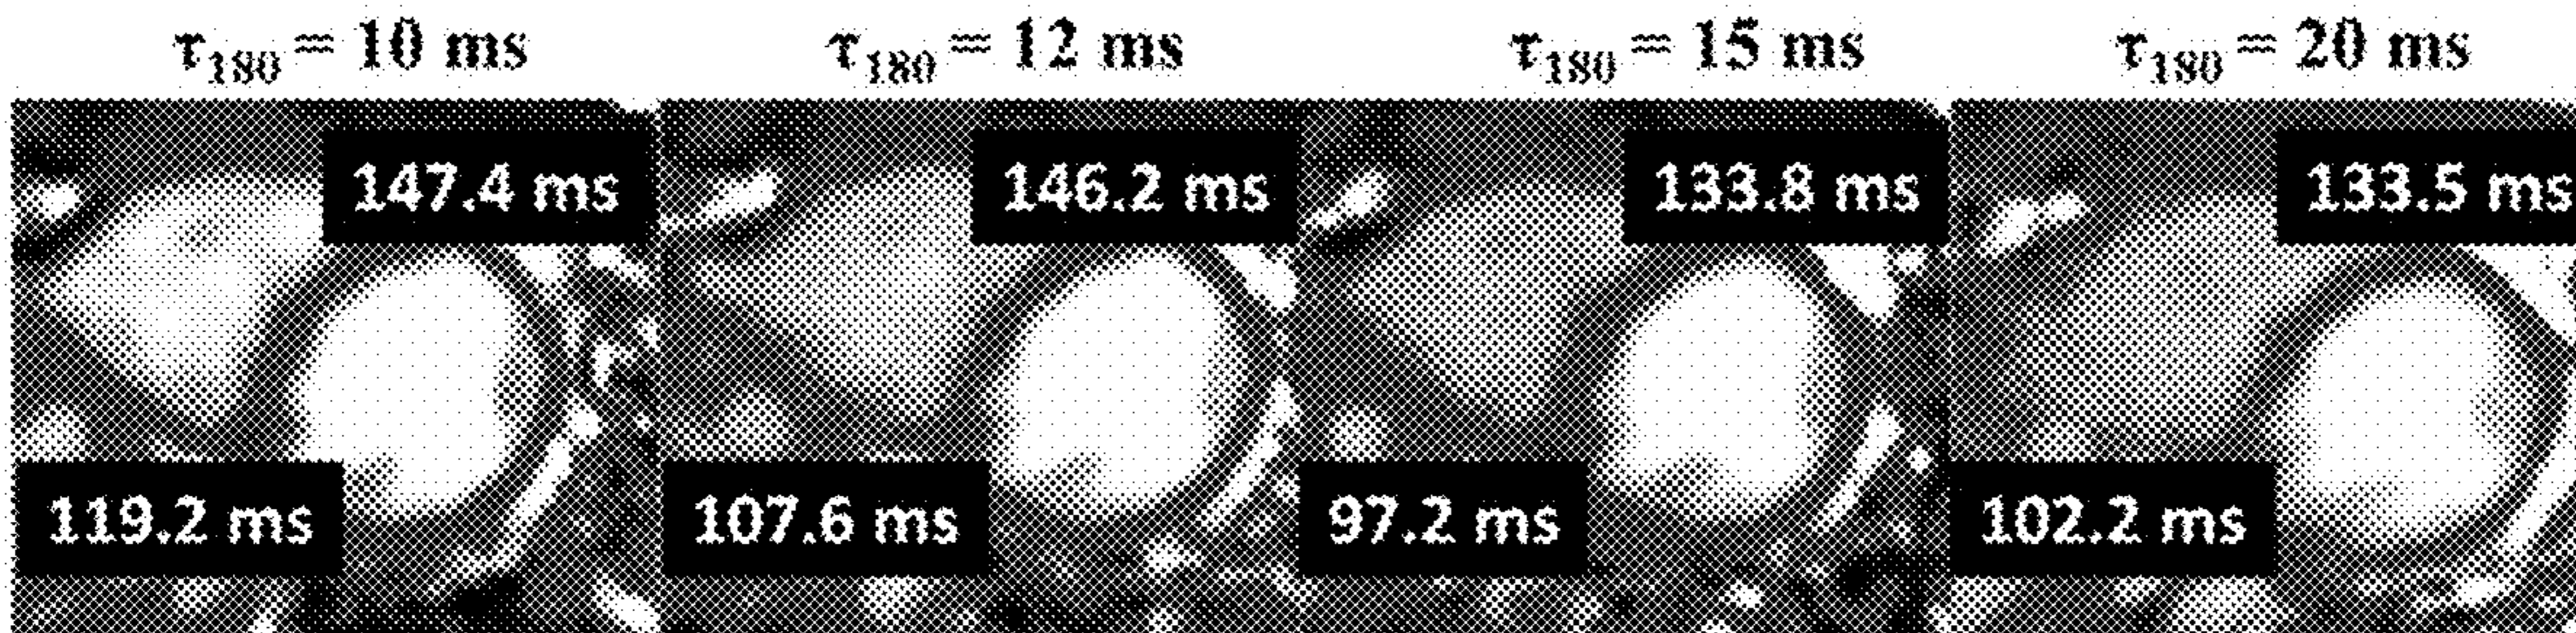 τ180 = 10 ms τ180 = 12 ms τ180 = 15 ms τ180 = 20 ms
147.4 ms 146.2 ms 133.8 ms 133.5 ms
119.2 ms 107.6 ms 97.2 ms 102.2 ms